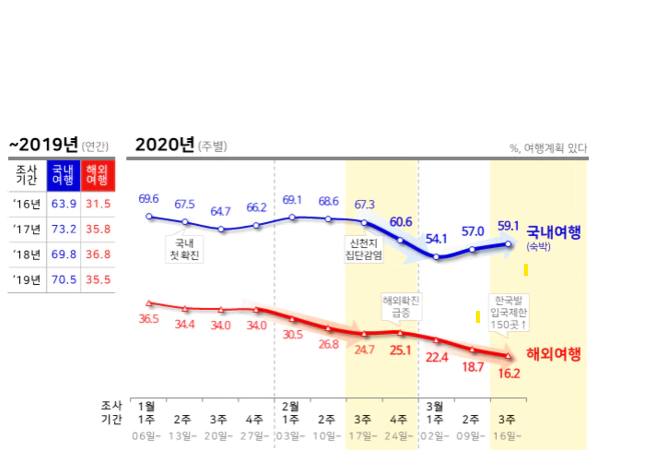 ~2019년 (연간)
2020년 (주별)
%, 여행계획 있다
조사
기간
국내
여행
해외
여행
'16년 63.9 31.5
'17년 73.2 35.8
'18년 69.8 36.8
'19년 70.5 35.5
69.6 67.5 64.7 66.2 69.1 68.6 67.3 60.6 54.1 57.0 59.1
국내여행
(숙박)
국내
첫 확진
신천지
집단감염
해외확진
급증
한국발
입국제한
150곳↑
36.5 34.4 34.0 34.0 30.5 26.8 24.7 25.1 22.4 18.7 16.2
해외여행
조사
기간
1월 2월 3월
1주 2주 3주 4주 1주 2주 3주 4주 1주 2주 3주
06일~ 13일~ 20일~ 27일~ 03일~ 10일~ 17일~ 24일~ 02일~ 09일~ 16일~